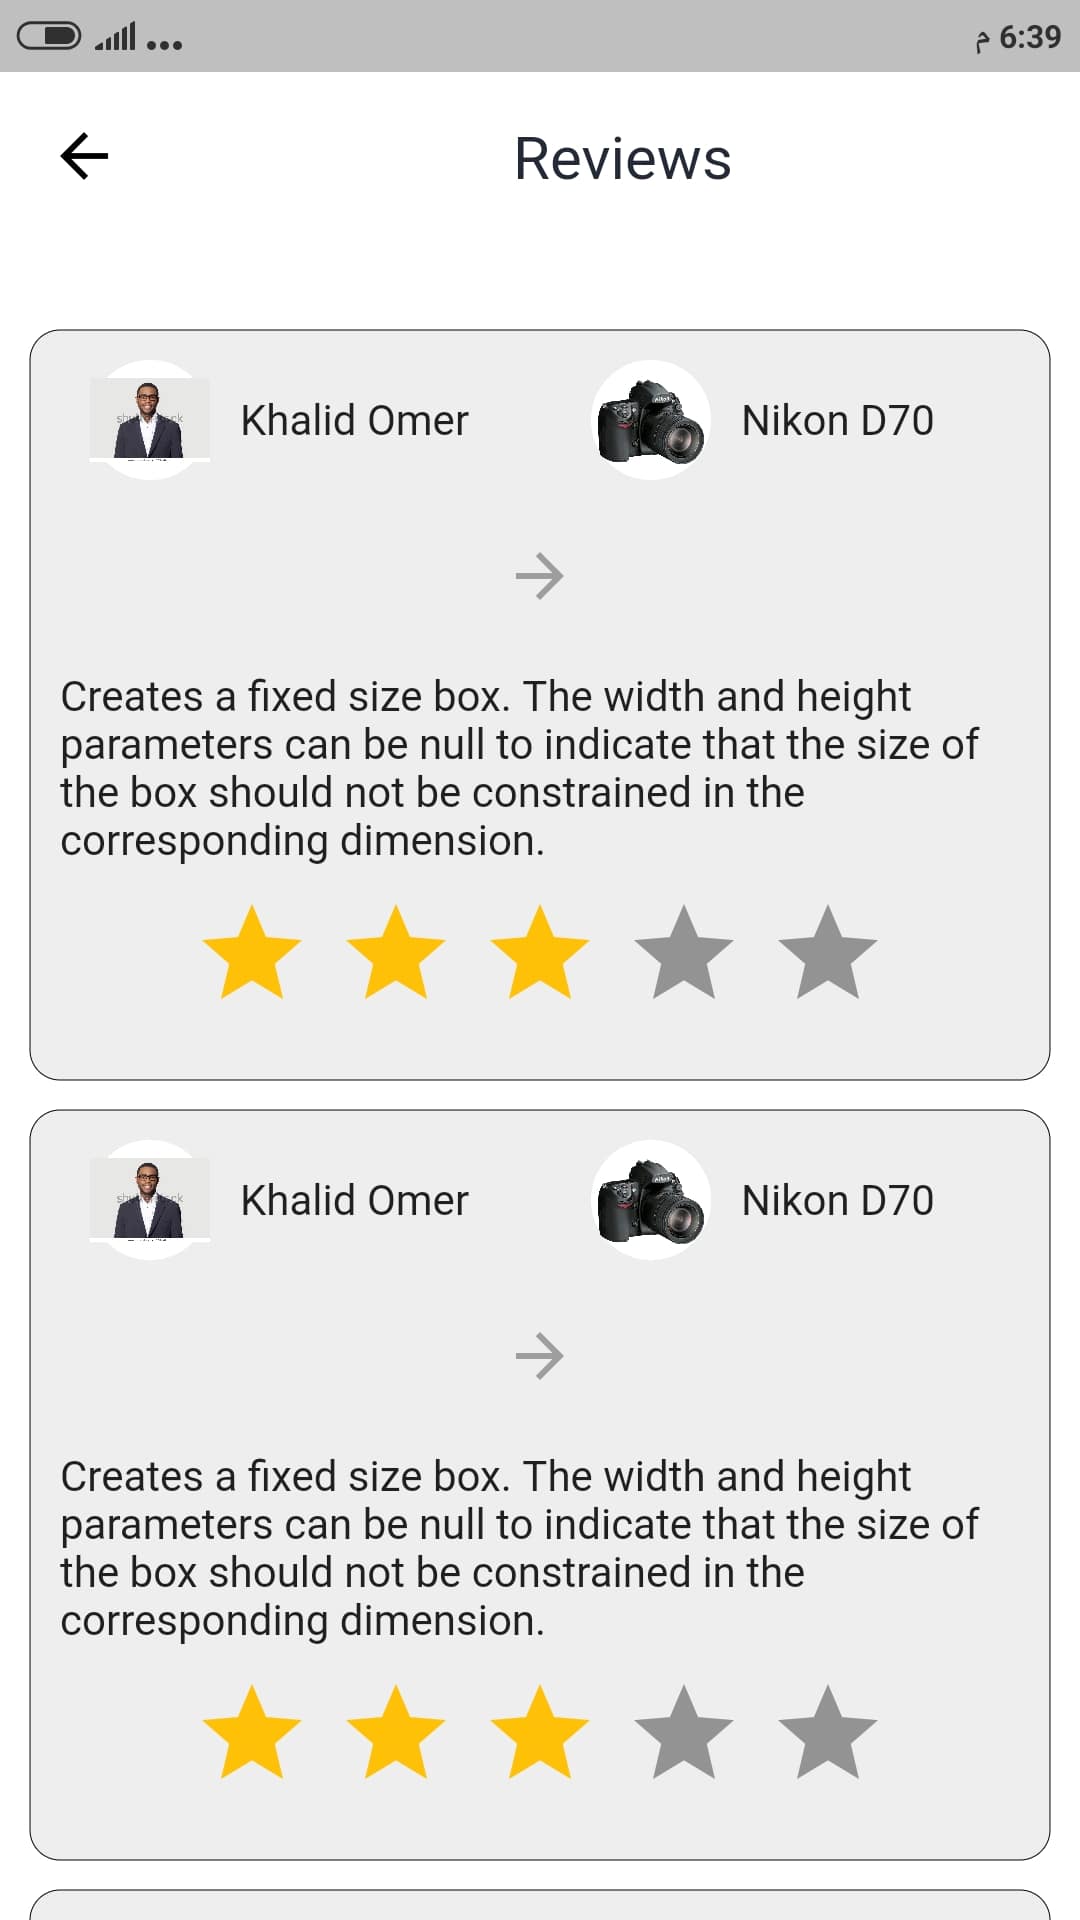 6:39 م
Reviews
Khalid Omer
Nikon D70
Creates a fixed size box. The width and height
parameters can be null to indicate that the size of
the box should not be constrained in the
corresponding dimension.
Khalid Omer
Nikon D70
Creates a fixed size box. The width and height
parameters can be null to indicate that the size of
the box should not be constrained in the
corresponding dimension.